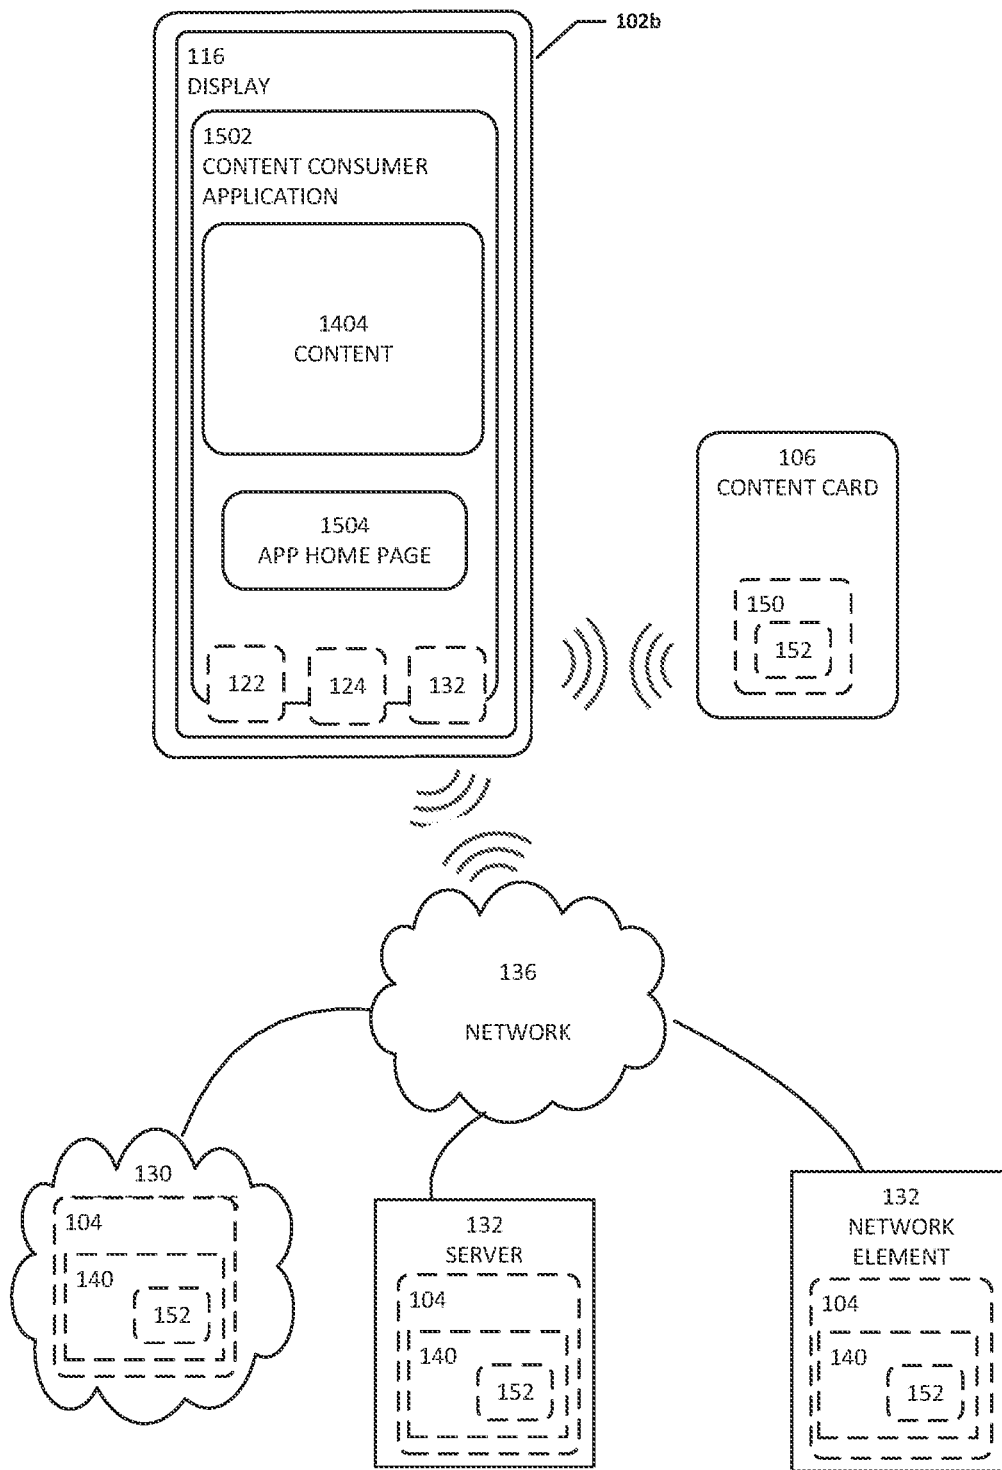 102b
116
DISPLAY
1502
CONTENT CONSUMER
APPLICATION
1404
CONTENT
1504
APP HOME PAGE
122
124
132
106
CONTENT CARD
150
152
136
NETWORK
130
104
140
152
132
SERVER
104
140
152
132
NETWORK
ELEMENT
104
140
152